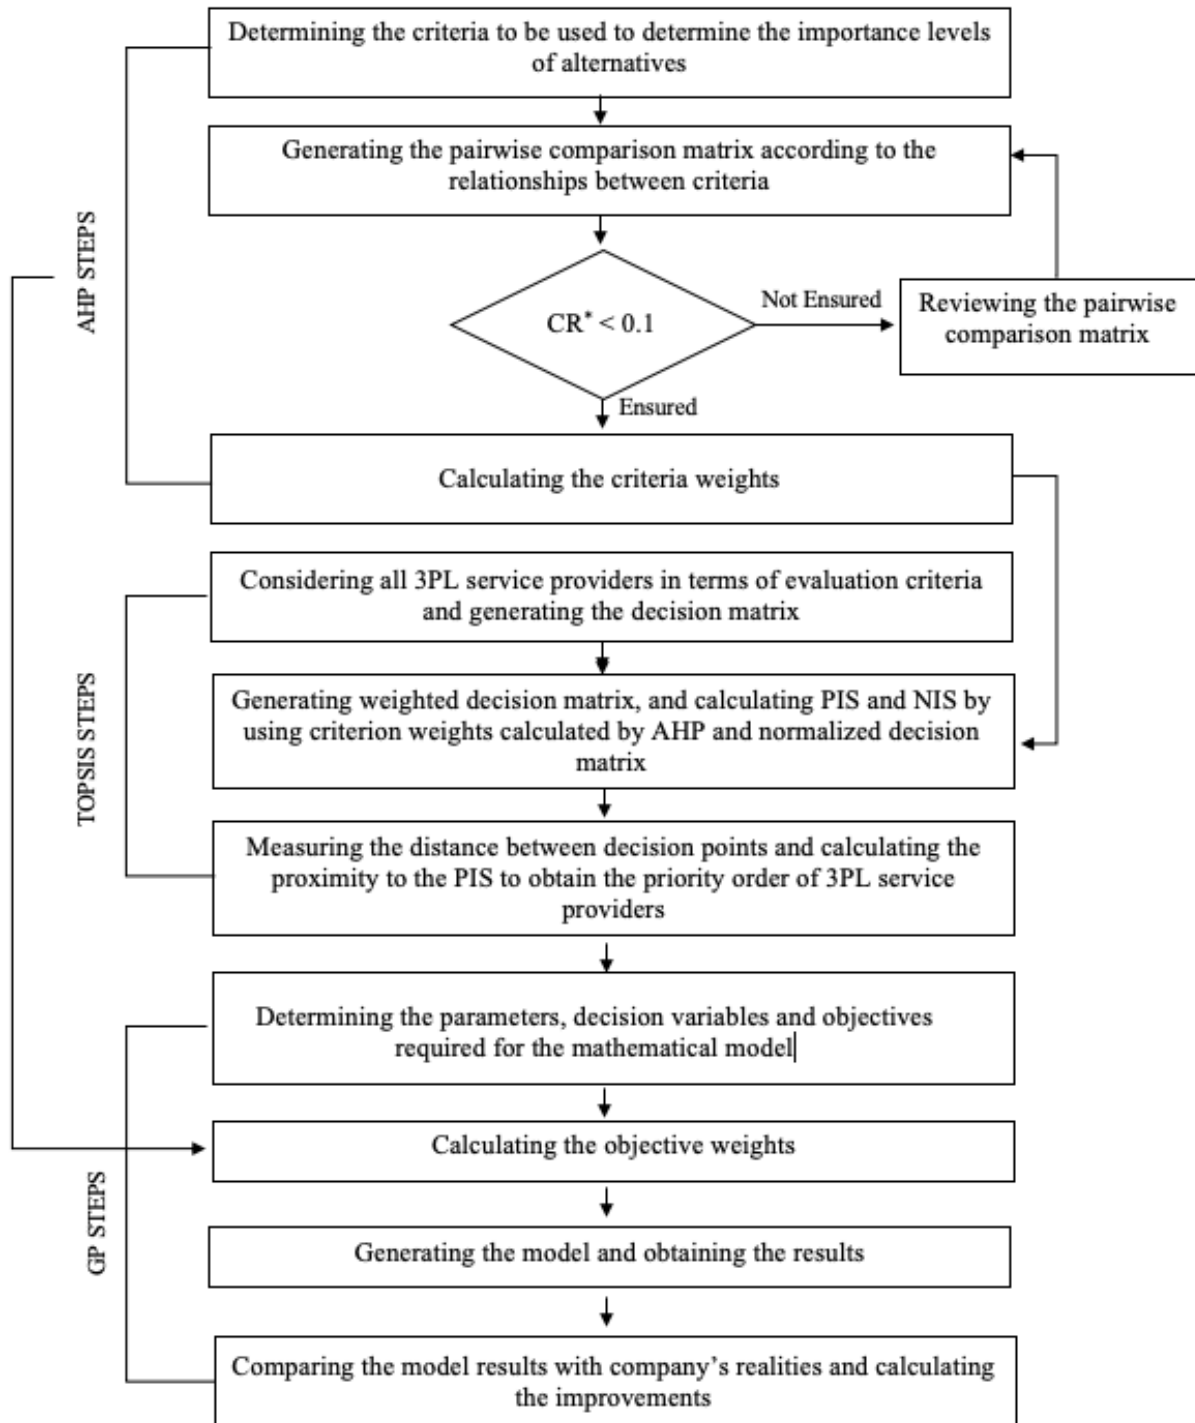 Determining the criteria to be used to determine the importance levels
of alternatives
Generating the pairwise comparison matrix according to the
relationships between criteria
AHP STEPS
CR* < 0.1
Not Ensured
Reviewing the pairwise
comparison matrix
Ensured
Calculating the criteria weights
Considering all 3PL service providers in terms of evaluation criteria
and generating the decision matrix
TOPSIS STEPS
Generating weighted decision matrix, and calculating PIS and NIS by
using criterion weights calculated by AHP and normalized decision
matrix
Measuring the distance between decision points and calculating the
proximity to the PIS to obtain the priority order of 3PL service
providers
Determining the parameters, decision variables and objectives
required for the mathematical model
Calculating the objective weights
GP STEPS
Generating the model and obtaining the results
Comparing the model results with company’s realities and calculating
the improvements